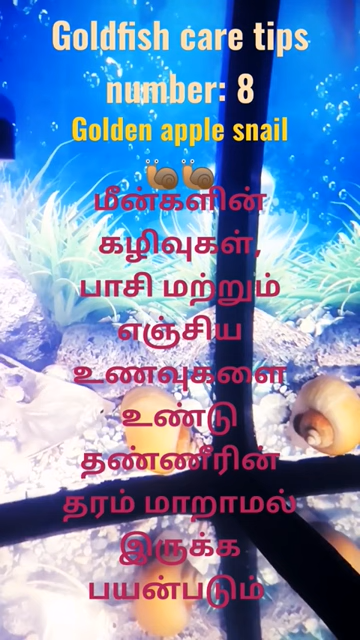 Goldfish care tips
number: 8
Golden apple snail
🐌🐌
மீன்களின்
கழிவுகள்,
பாசி மற்றும்
எஞ்சிய
உணவுகளை
உண்டு
தண்ணீரின்
தரம் மாறாமல்
இருக்க
பயன்படும்